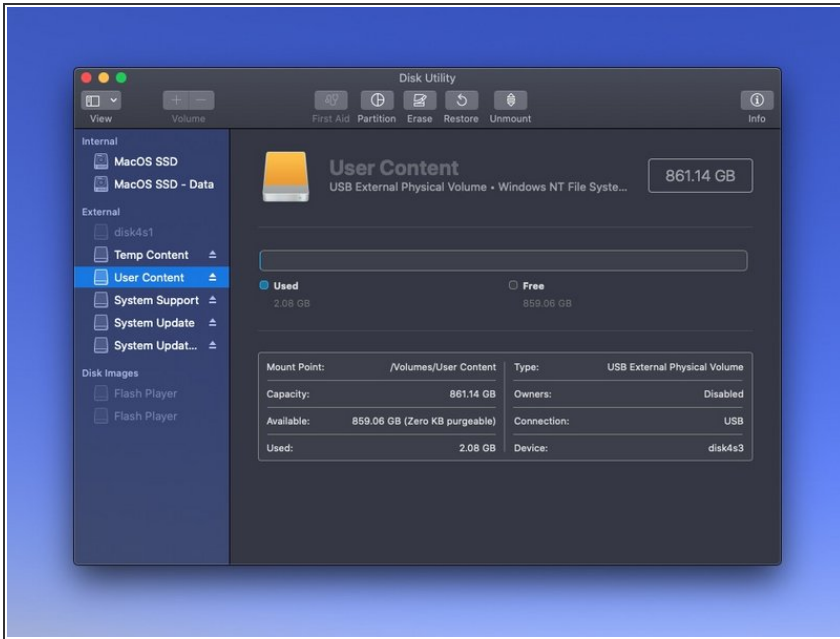 Disk Utility
View
Volume
First Aid Partition Erase Restore Unmount
Info
Internal
MacOS SSD
MacOS SSD - Data
External
disk4s1
Temp Content
User Content
System Support
System Update
System Updat...
Disk Images
Flash Player
Flash Player
User Content
USB External Physical Volume • Windows NT File Syste...
861.14 GB
Used
2.08 GB
Free
859.06 GB
Mount Point: /Volumes/User Content
Type: USB External Physical Volume
Capacity: 861.14 GB
Owners: Disabled
Available: 859.06 GB (Zero KB purgeable)
Connection: USB
Used: 2.08 GB
Device: disk4s3